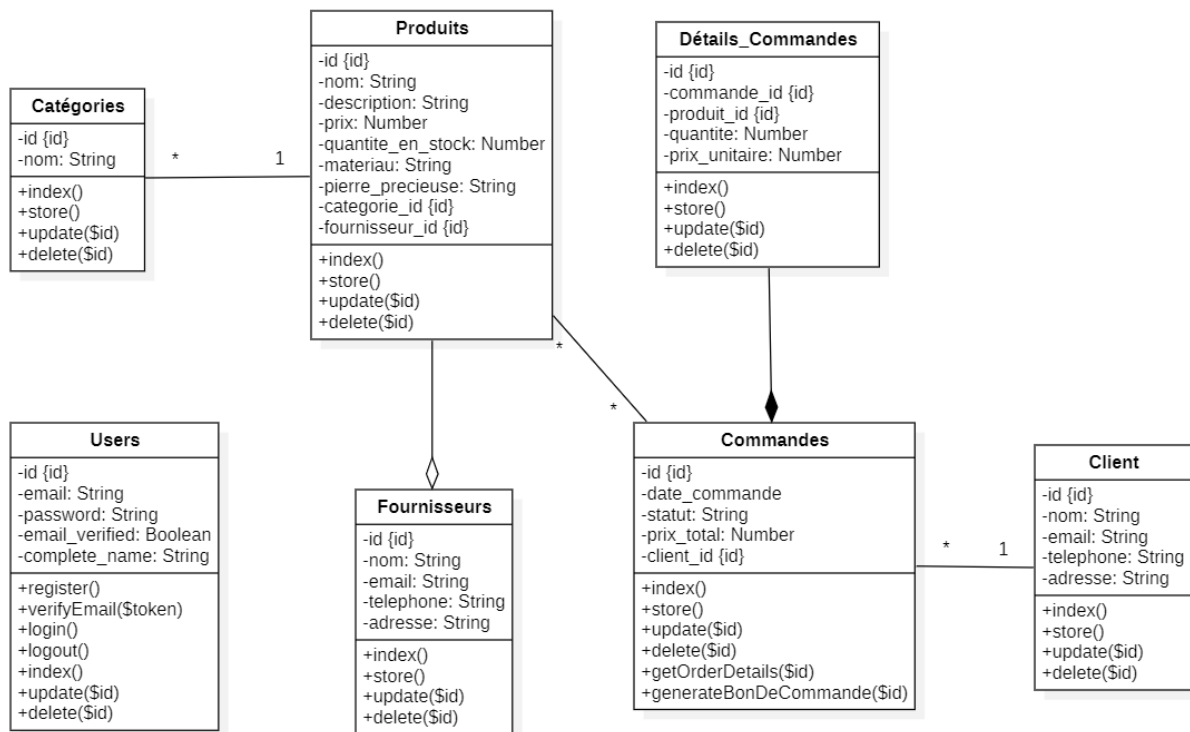 Produits
-id {id}
-nom: String
-description: String
-prix: Number
-quantite_en_stock: Number
-materiau: String
-pierre_precieuse: String
-categorie_id {id}
-fournisseur_id {id}
+index()
+store()
+update($id)
+delete($id)
Détails_Commandes
-id {id}
-commande_id {id}
-produit_id {id}
-quantite: Number
-prix_unitaire: Number
+index()
+store()
+update($id)
+delete($id)
Catégories
-id {id}
-nom: String
+index()
+store()
+update($id)
+delete($id)
* 1
*
*
Users
-id {id}
-email: String
-password: String
-email_verified: Boolean
-complete_name: String
+register()
+verifyEmail($token)
+login()
+logout()
+index()
+update($id)
+delete($id)
Fournisseurs
-id {id}
-nom: String
-email: String
-telephone: String
-adresse: String
+index()
+store()
+update($id)
+delete($id)
Commandes
-id {id}
-date_commande
-statut: String
-prix_total: Number
-client_id {id}
+index()
+store()
+update($id)
+delete($id)
+getOrderDetails($id)
+generateBonDeCommande($id)
* 1
Client
-id {id}
-nom: String
-email: String
-telephone: String
-adresse: String
+index()
+store()
+update($id)
+delete($id)